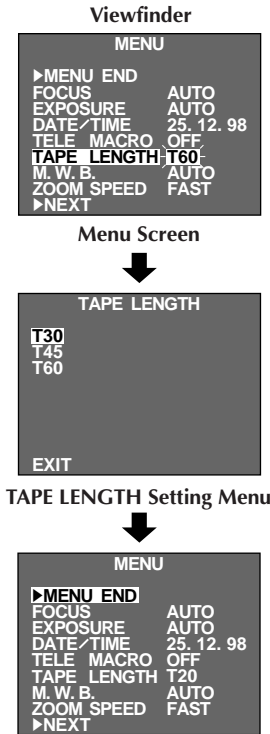 Viewfinder
MENU
▶MENU END
FOCUS AUTO
EXPOSURE AUTO
DATE/TIME 25. 12. 98
TELE MACRO OFF
TAPE LENGTH T60
M. W. B. AUTO
ZOOM SPEED FAST
▶NEXT
Menu Screen
TAPE LENGTH
T30
T45
T60
EXIT
TAPE LENGTH Setting Menu
MENU
▶MENU END
FOCUS AUTO
EXPOSURE AUTO
DATE/TIME 25. 12. 98
TELE MACRO OFF
TAPE LENGTH T20
M. W. B. AUTO
ZOOM SPEED FAST
▶NEXT